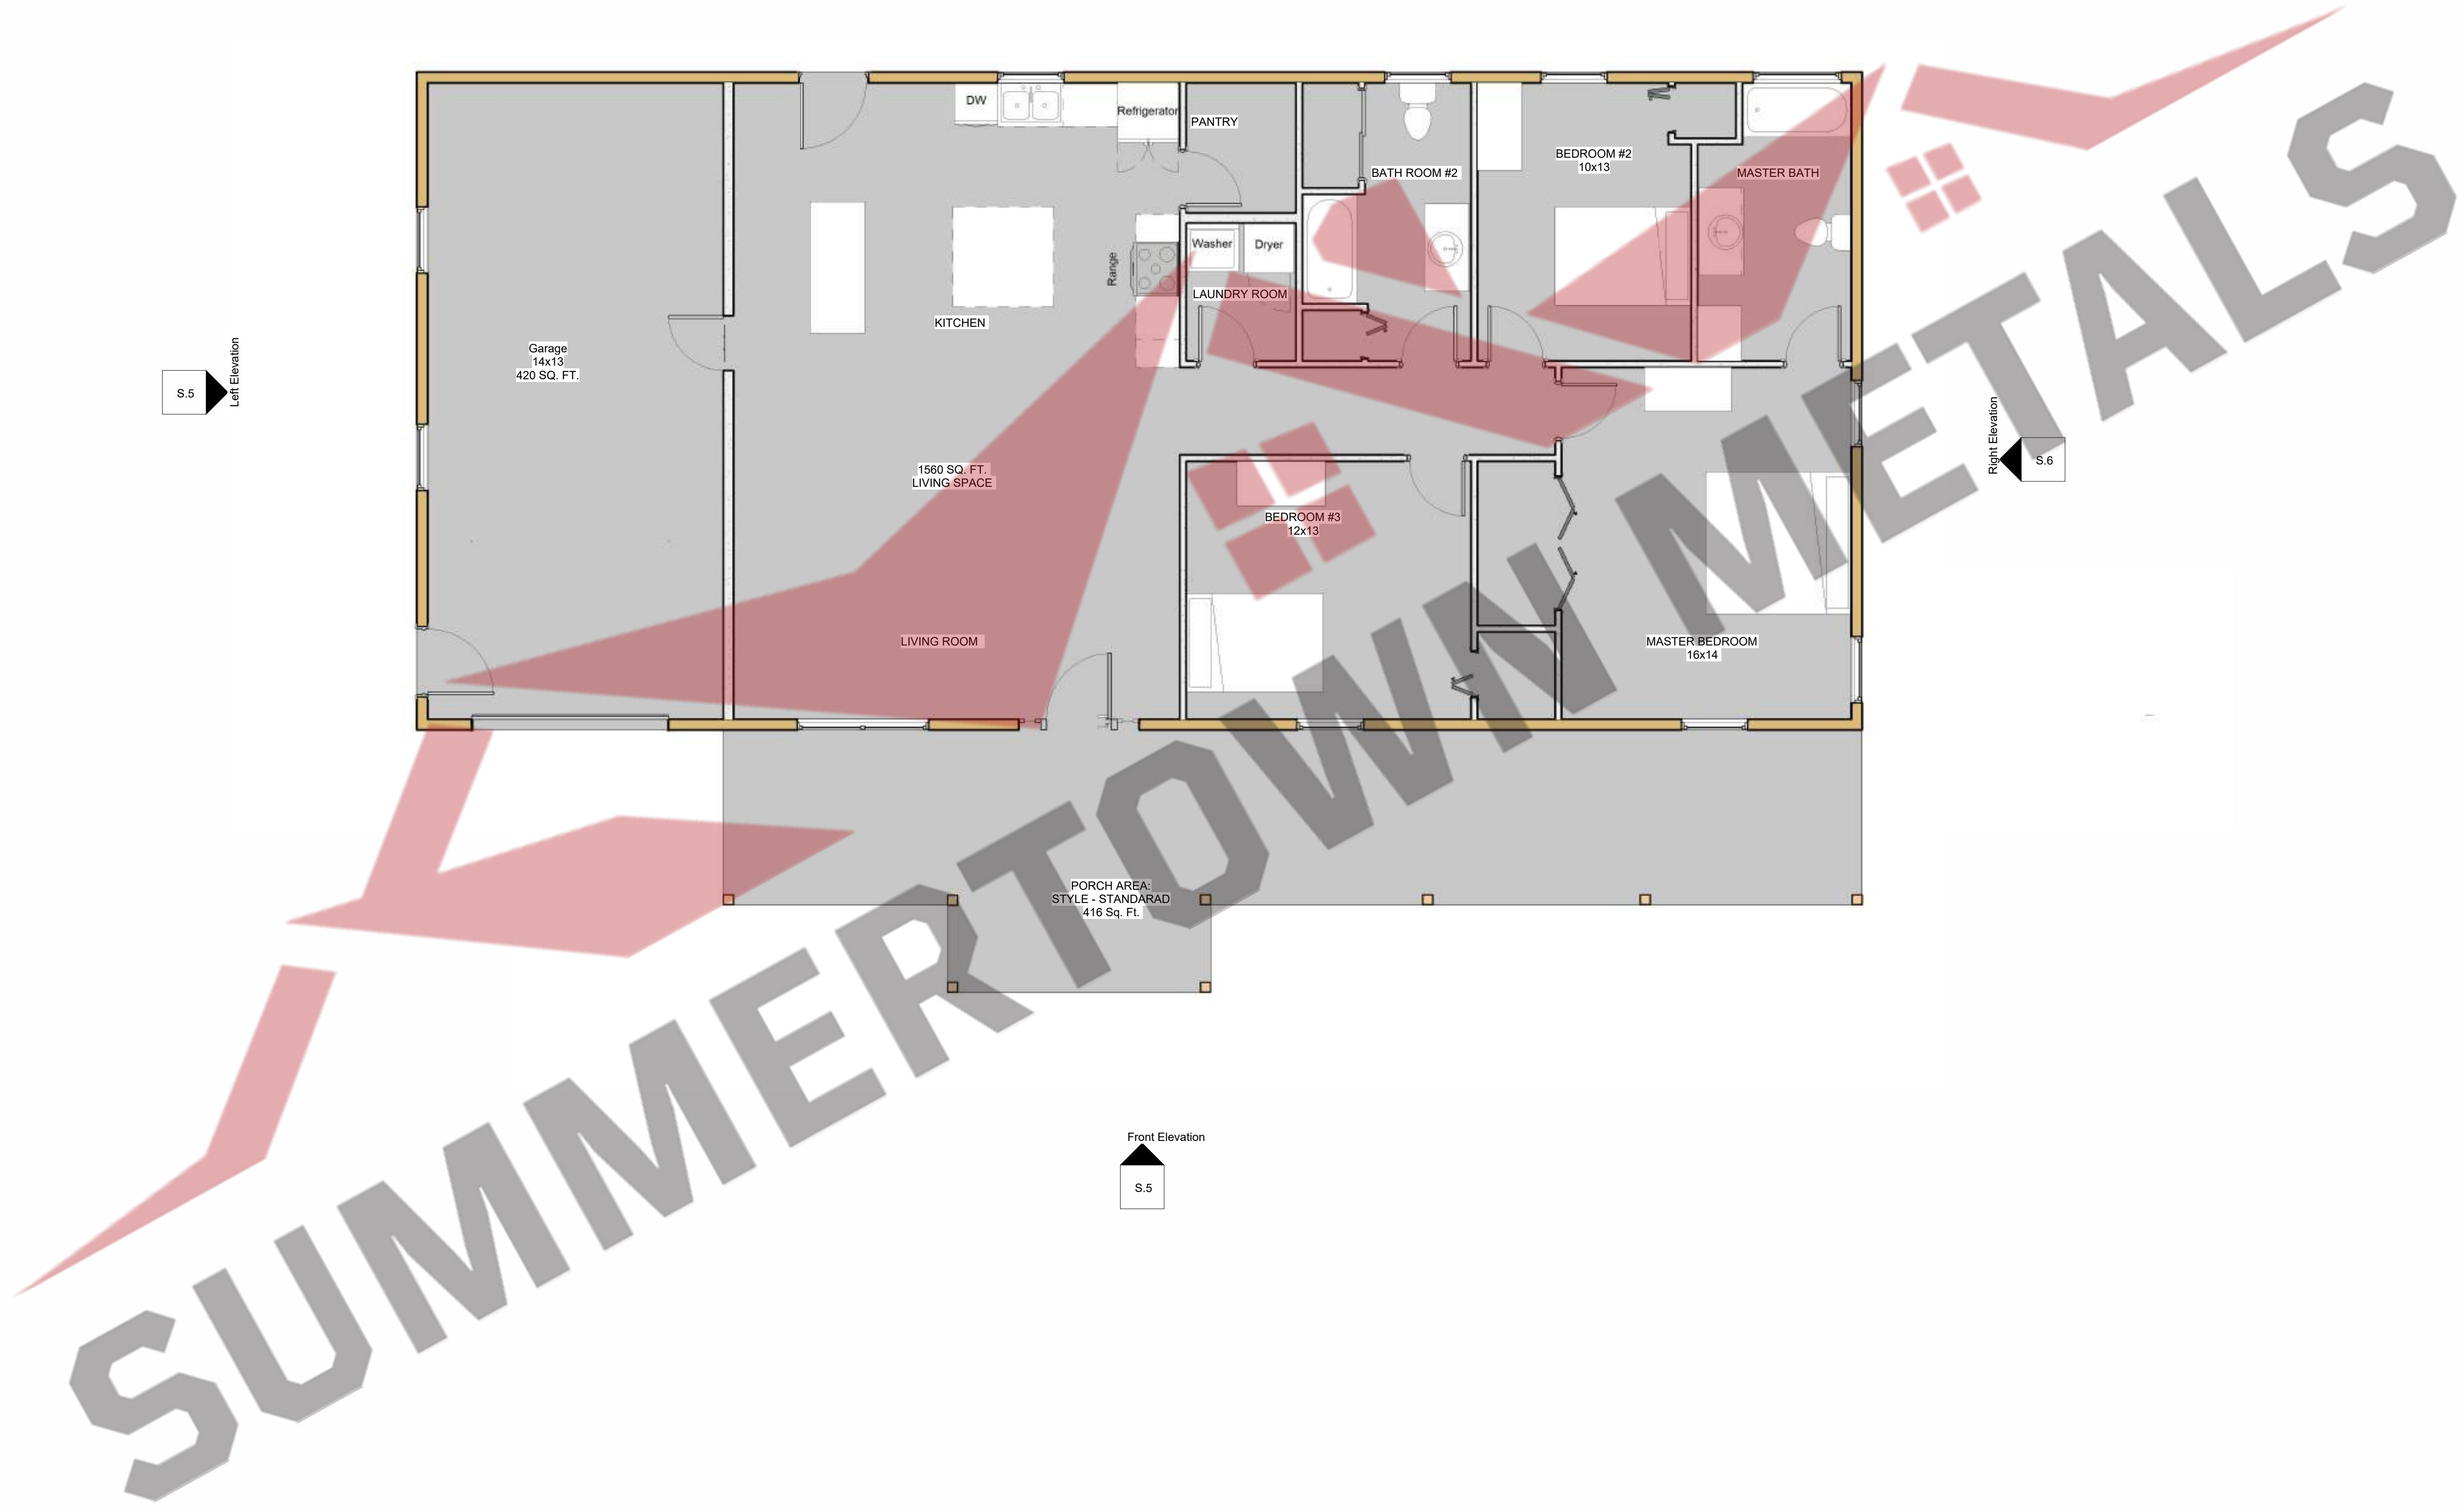 DW
Refrigerator
PANTRY
BATH ROOM #2
BEDROOM #2
10x13
MASTER BATH
Washer
Dryer
Range
LAUNDRY ROOM
KITCHEN
Garage
14x13
420 SQ. FT.
S.5
Left Elevation
Right Elevation
S.6
1560 SQ. FT.
LIVING SPACE
BEDROOM #3
12x13
LIVING ROOM
MASTER BEDROOM
16x14
PORCH AREA:
STYLE - STANDARAD
416 Sq. Ft.
Front Elevation
S.5
SUMMERTOWN METALS